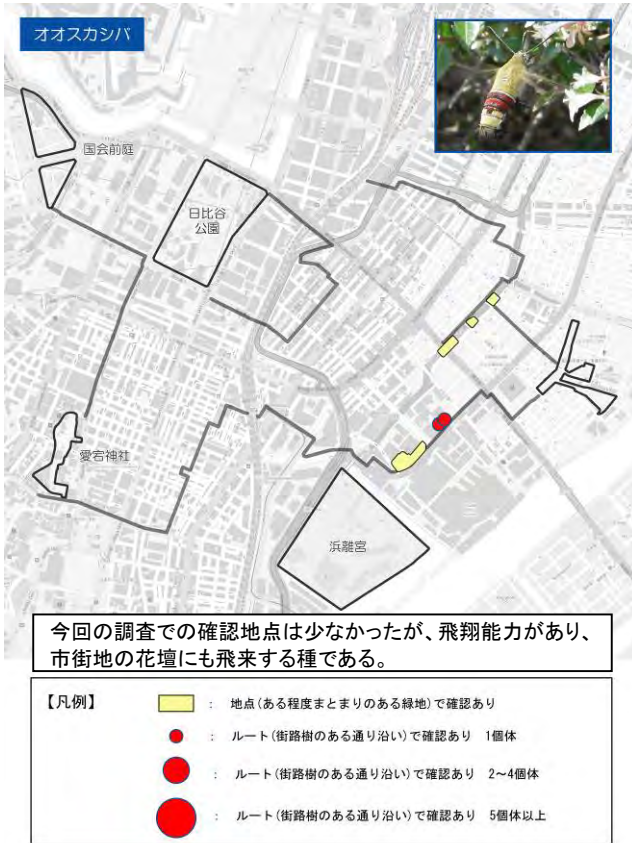 オオスカシバ
国会前庭
日比谷
公園
愛宕神社
浜離宮
今回の調査での確認地点は少なかったが、飛翔能力があり、
市街地の花壇にも飛来する種である。
【凡例】
： 地点(ある程度まとまりのある緑地)で確認あり
： ルート(街路樹のある通り沿い)で確認あり 1個体
： ルート(街路樹のある通り沿い)で確認あり 2～4個体
： ルート(街路樹のある通り沿い)で確認あり 5個体以上